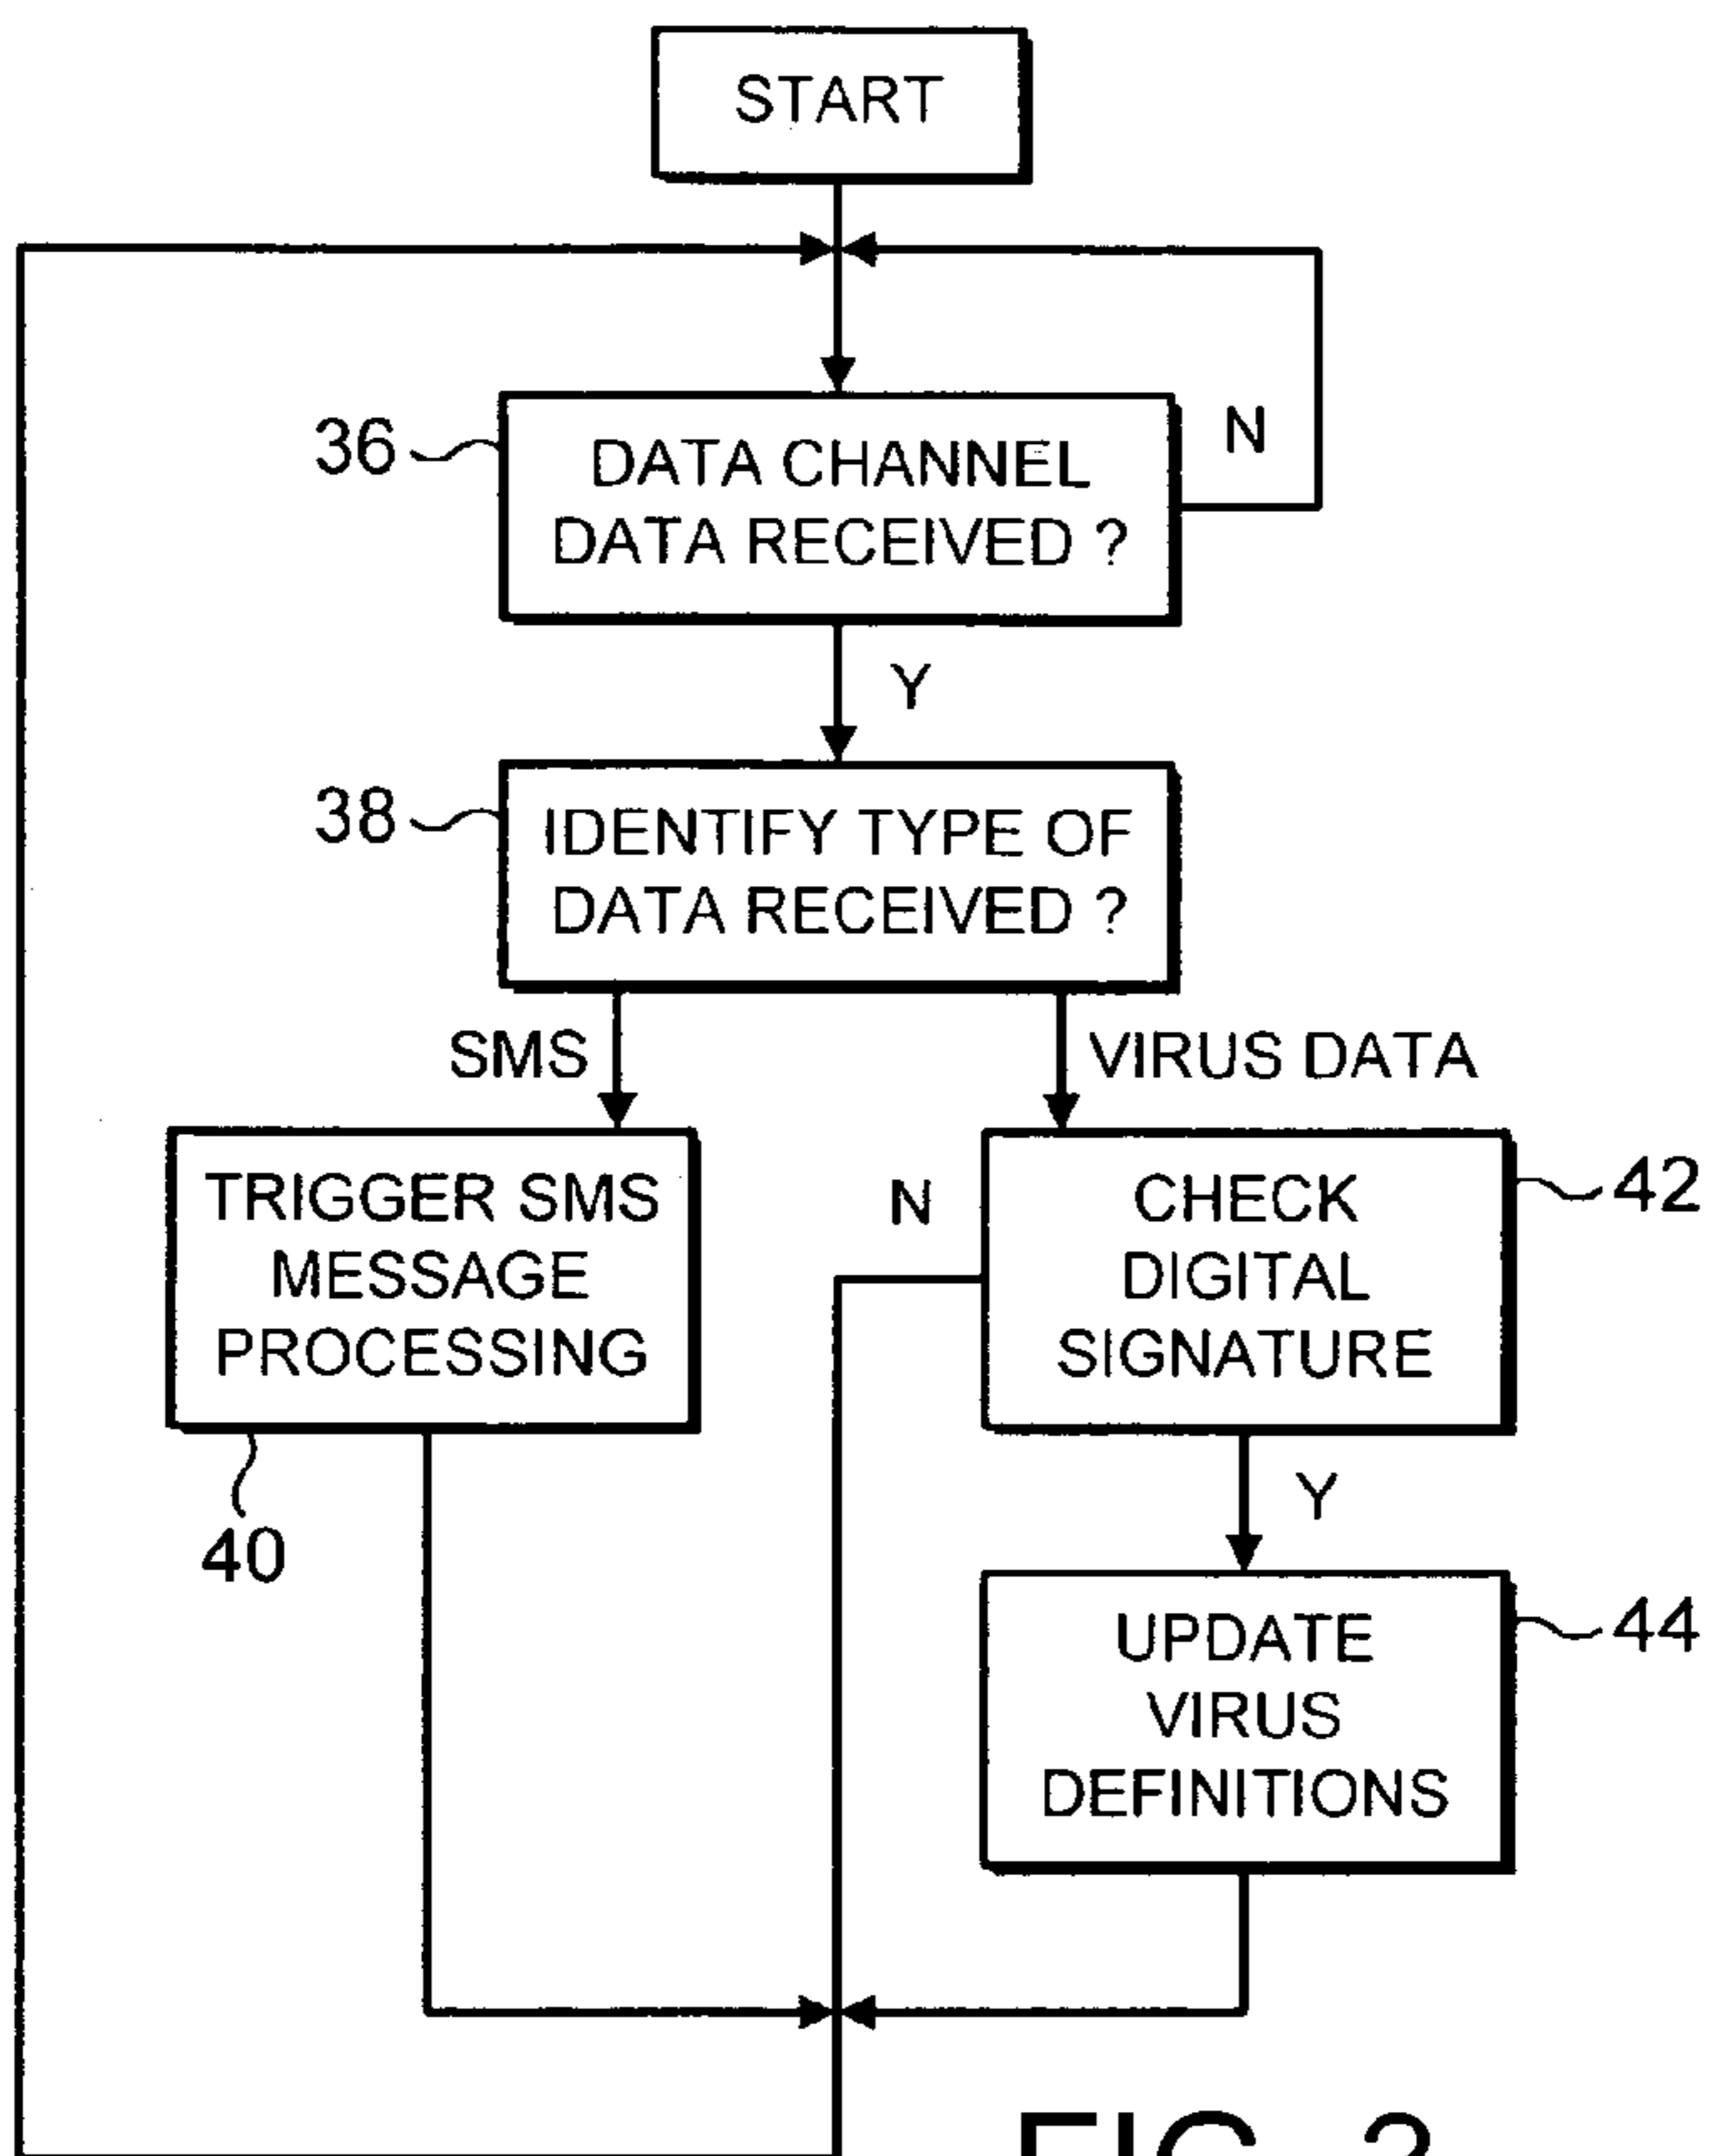 START
36
DATA CHANNEL
DATA RECEIVED ?
N
Y
38
IDENTIFY TYPE OF
DATA RECEIVED ?
SMS
VIRUS DATA
TRIGGER SMS
MESSAGE
PROCESSING
40
N
CHECK
DIGITAL
SIGNATURE
42
Y
UPDATE
VIRUS
DEFINITIONS
44
FIG.